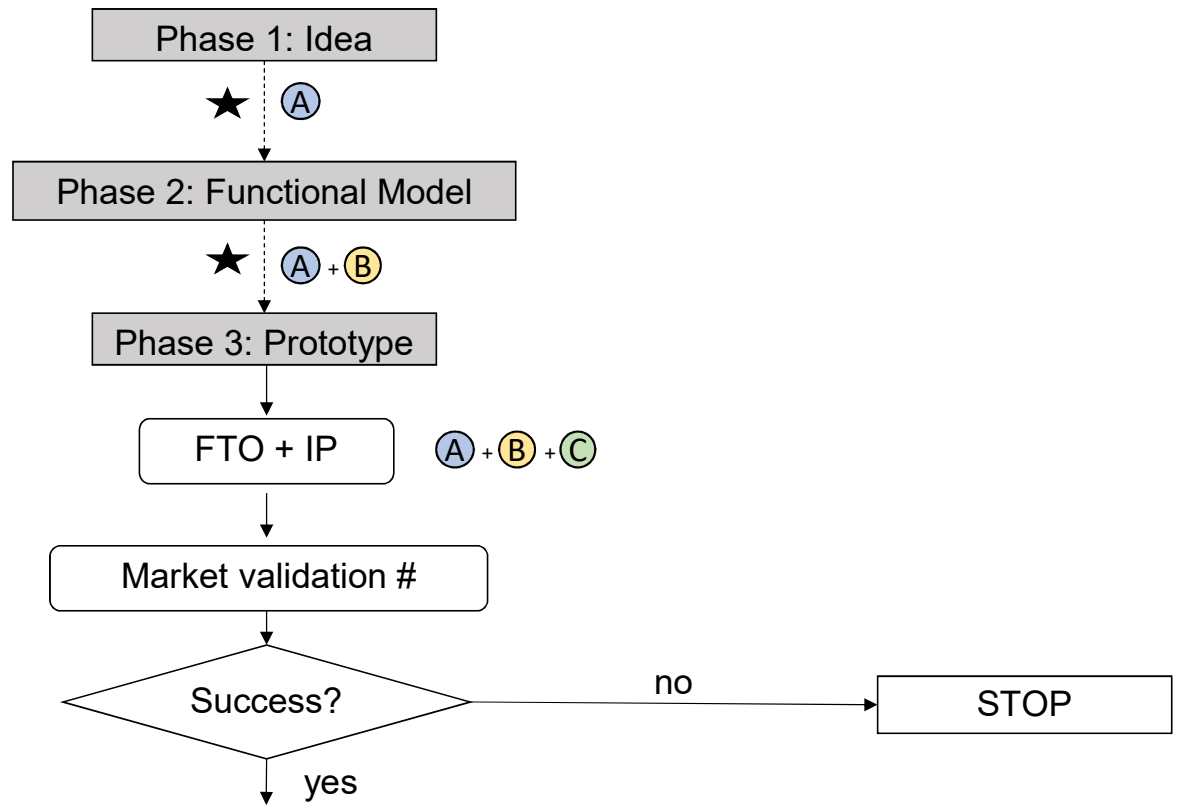 Phase 1: Idea
A
Phase 2: Functional Model
A + B
Phase 3: Prototype
FTO + IP
A + B + C
Market validation #
Success?
no
STOP
yes